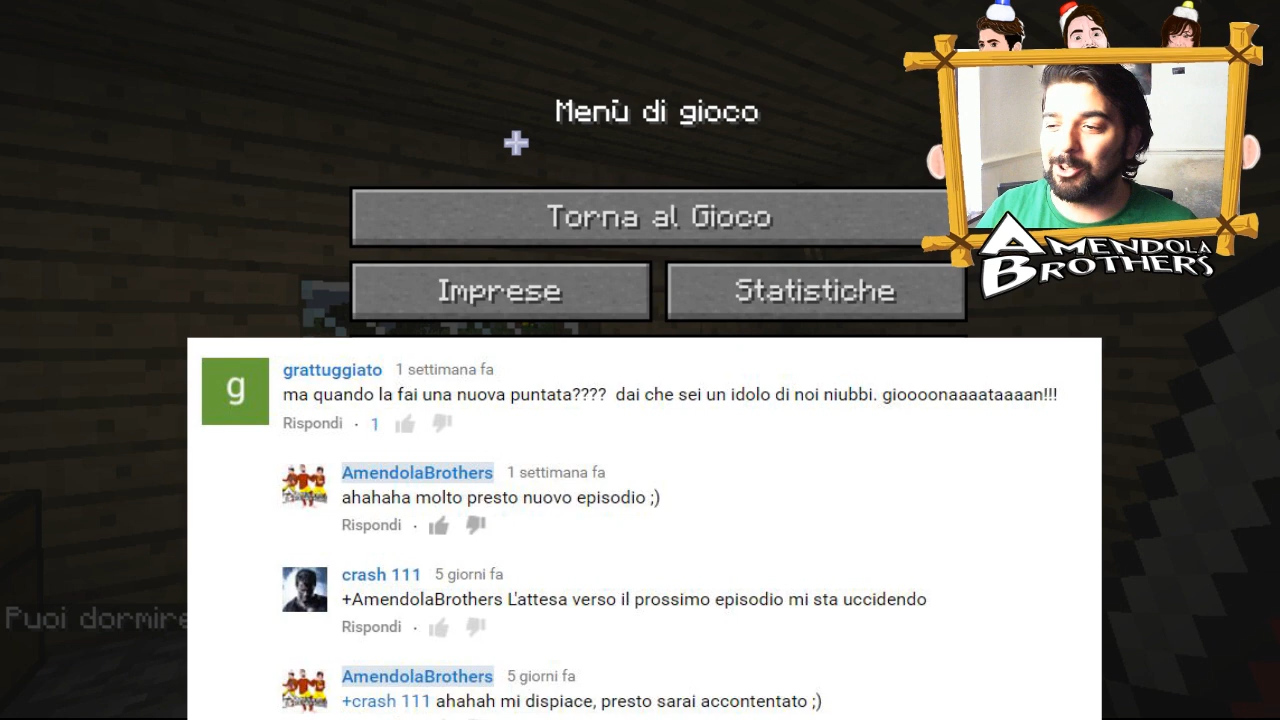 Menù di gioco
Torna al Gioco
AMENDOLA
BROTHERS
Imprese
Statistiche
g
grattuggiato 1 settimana fa
ma quando la fai una nuova puntata???? dai che sei un idolo di noi niubbi. gioooonaaaataaaan!!!
Rispondi · 1
AmendolaBrothers 1 settimana fa
ahahaha molto presto nuovo episodio ;)
Rispondi ·
crash 111 5 giorni fa
+AmendolaBrothers L'attesa verso il prossimo episodio mi sta uccidendo
Puoi dormire
Rispondi ·
AmendolaBrothers 5 giorni fa
+crash 111 ahahah mi dispiace, presto sarai accontentato ;)